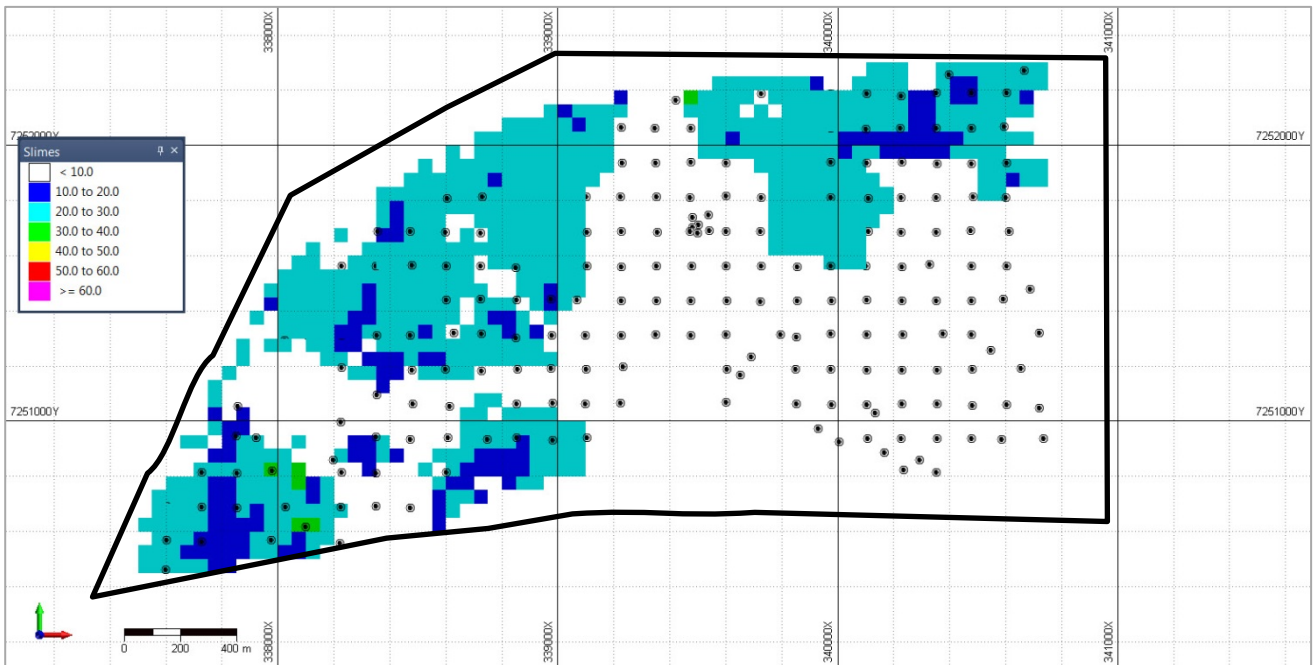 338000X
339000X
340000X
341000X
7252000Y
Slimes
< 10.0
10.0 to 20.0
20.0 to 30.0
30.0 to 40.0
40.0 to 50.0
50.0 to 60.0
>= 60.0
7251000Y
7251000Y
0 200 400 m
338000X
339000X
340000X
341000X
7252000Y